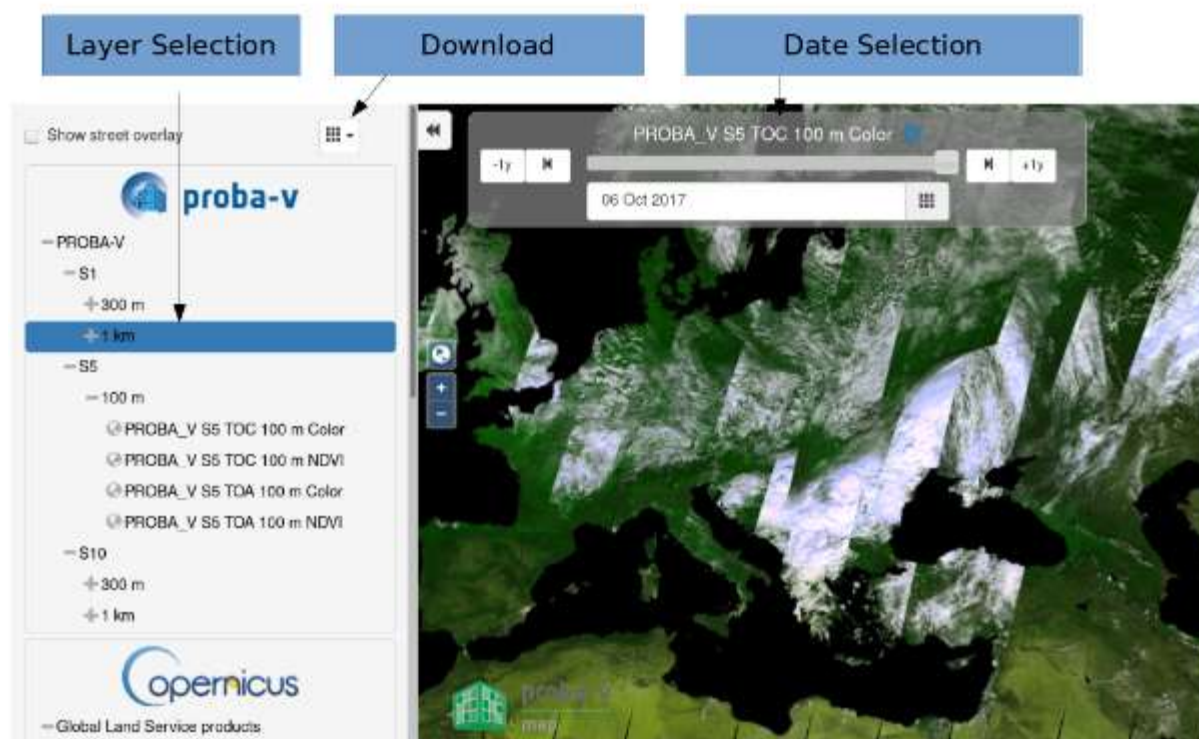 Layer Selection
Download
Date Selection
Show street overlay
proba-v
PROBA-V
S1
300 m
1 km
S5
100 m
PROBA_V S5 TOC 100 m Color
PROBA_V S5 TOC 100 m NDVI
PROBA_V S5 TOA 100 m Color
PROBA_V S5 TOA 100 m NDVI
S10
300 m
1 km
Copernicus
Global Land Service products
PROBA_V S5 TOC 100 m Color
-1y
+1y
06 Oct 2017
+
-
proba-v
map